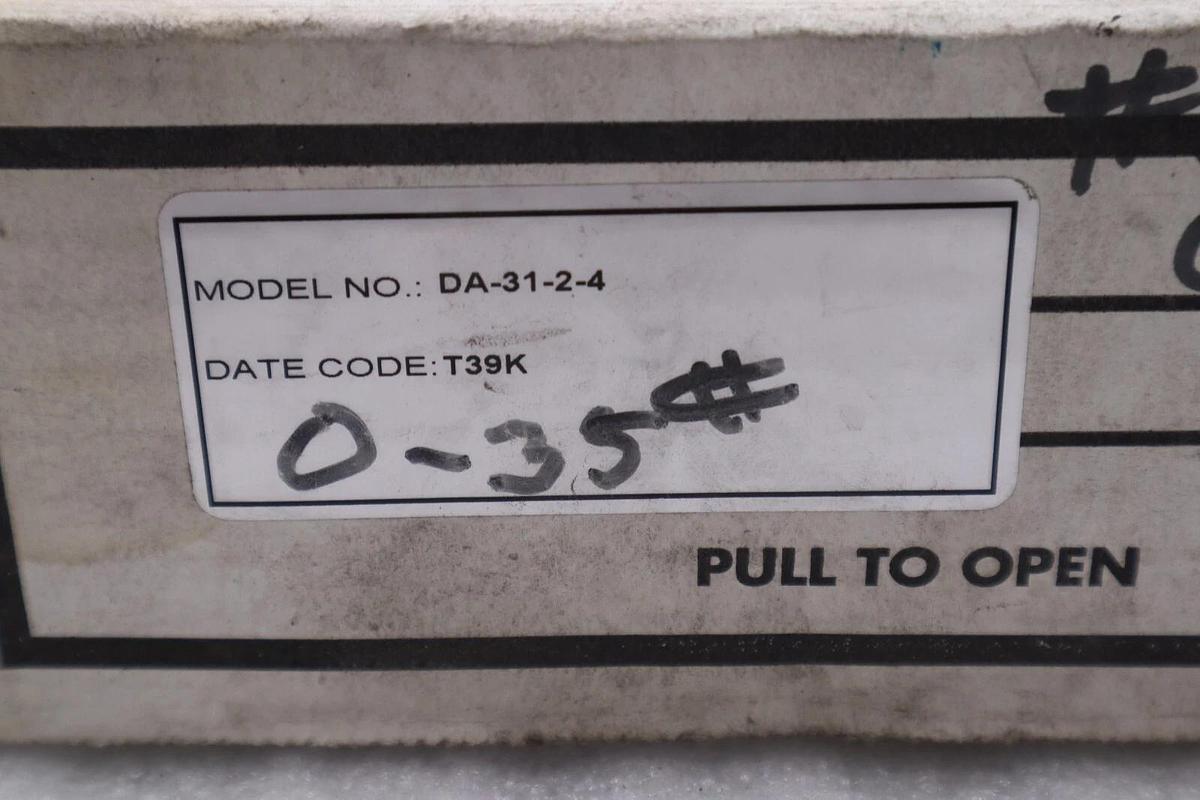 #
MODEL NO.: DA-31-2-4
DATE CODE: T39K
0-35#
PULL TO OPEN